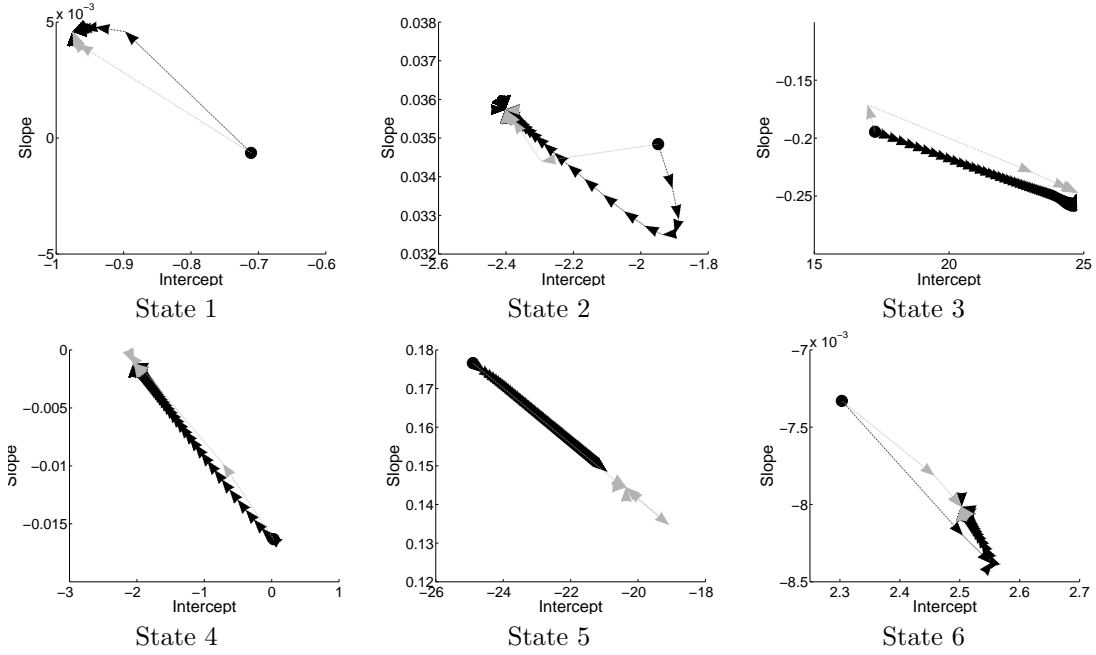 5 x 10⁻³
0
−5
−1 −0.9 −0.8 −0.7 −0.6
Slope
Intercept
State 1
0.038
0.037
0.036
0.035
0.034
0.033
0.032
−2.6 −2.4 −2.2 −2 −1.8
Slope
Intercept
State 2
−0.15
−0.2
−0.25
15 20 25
Slope
Intercept
State 3
0
−0.005
−0.01
−0.015
−3 −2 −1 0 1
Slope
Intercept
State 4
0.18
0.17
0.16
0.15
0.14
0.13
0.12
−26 −24 −22 −20 −18
Slope
Intercept
State 5
−7 x 10⁻³
−7.5
−8
−8.5
2.3 2.4 2.5 2.6 2.7
Slope
Intercept
State 6